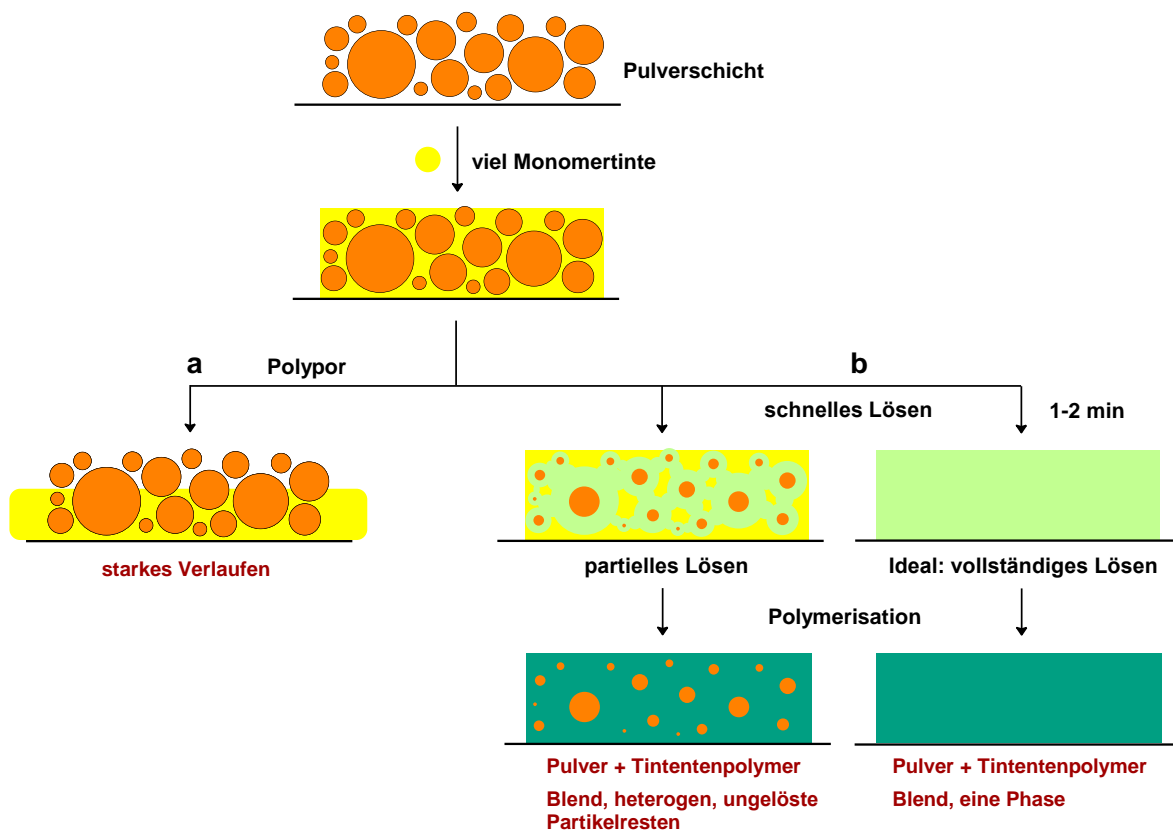 Pulverschicht
viel Monomertinte
a
Polypor
b
schnelles Lösen
1-2 min
starkes Verlaufen
partielles Lösen
Ideal: vollständiges Lösen
Polymerisation
Pulver + Tintentenpolymer
Blend, heterogen, ungelöste
Partikelresten
Pulver + Tintentenpolymer
Blend, eine Phase